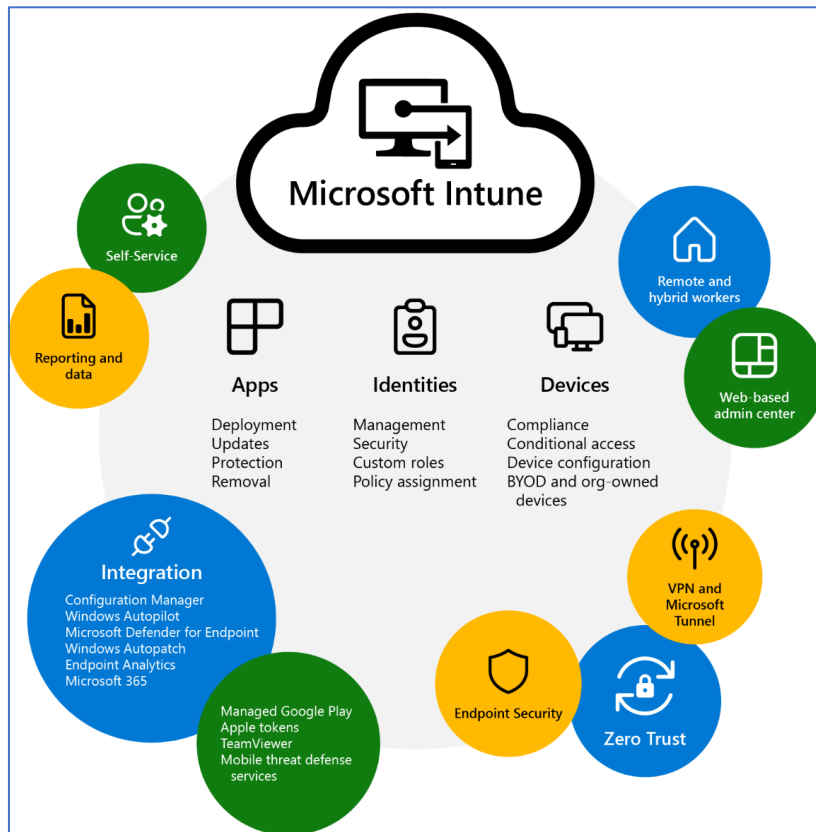 Microsoft Intune
Self-Service
Reporting and
data
Remote and
hybrid workers
Web-based
admin center
Apps
Deployment
Updates
Protection
Removal
Identities
Management
Security
Custom roles
Policy assignment
Devices
Compliance
Conditional access
Device configuration
BYOD and org-owned
devices
Integration
Configuration Manager
Windows Autopilot
Microsoft Defender for Endpoint
Windows Autopatch
Endpoint Analytics
Microsoft 365
Managed Google Play
Apple tokens
TeamViewer
Mobile threat defense
services
VPN and
Microsoft
Tunnel
Endpoint Security
Zero Trust